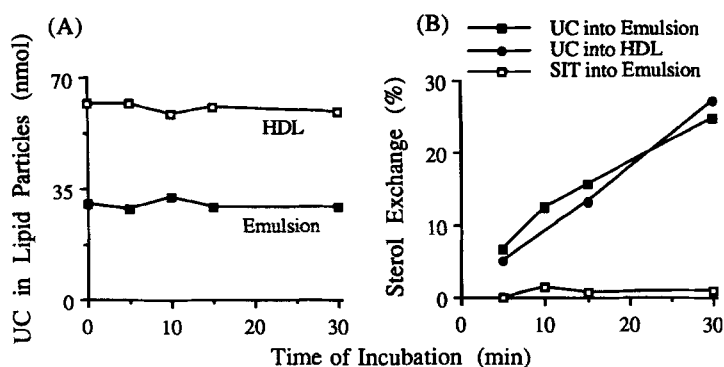 (A)
UC in Lipid Particles (nmol)
70
35
0
HDL
Emulsion
0 10 20 30
(B)
UC into Emulsion
UC into HDL
SIT into Emulsion
Sterol Exchange (%)
30
20
10
0
0 10 20 30
Time of Incubation (min)